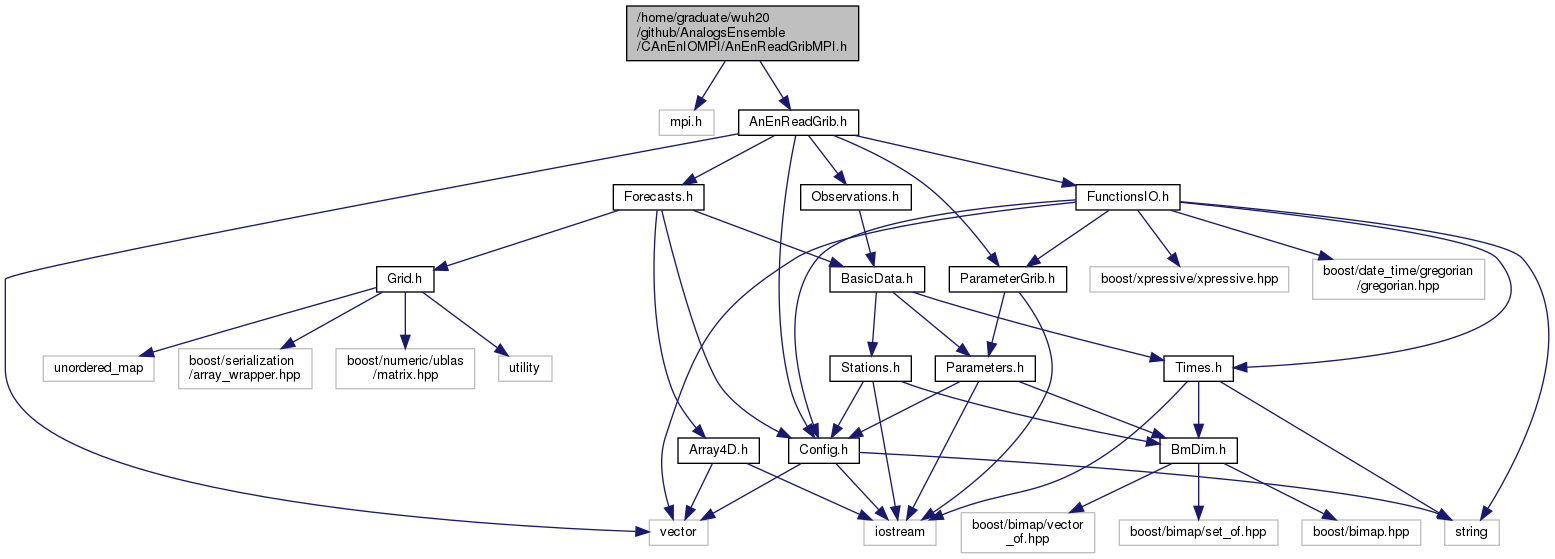 /home/graduate/wuh20
/github/AnalogsEnsemble
/CAnEnIOMPI/AnEnReadGribMPI.h
mpi.h
AnEnReadGrib.h
Forecasts.h
Observations.h
FunctionsIO.h
Grid.h
BasicData.h
ParameterGrib.h
boost/xpressive/xpressive.hpp
boost/date_time/gregorian
/gregorian.hpp
unordered_map
boost/serialization
/array_wrapper.hpp
boost/numeric/ublas
/matrix.hpp
utility
Stations.h
Parameters.h
Times.h
Array4D.h
Config.h
BmDim.h
vector
iostream
boost/bimap/vector
_of.hpp
boost/bimap/set_of.hpp
boost/bimap.hpp
string